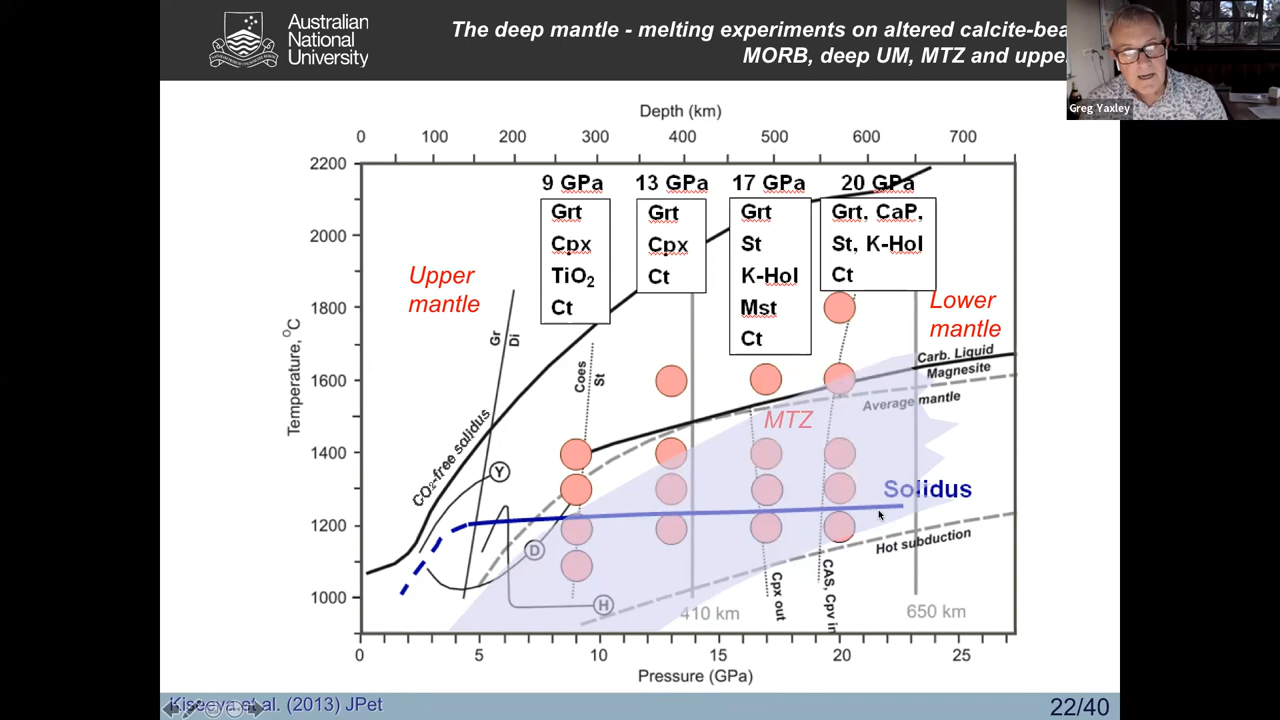 Australian
National
University
The deep mantle - melting experiments on altered calcite-bea
MORB, deep UM, MTZ and uppe
Greg Yaxley
Depth (km)
0 100 200 300 400 500 600 700
2200
2000
1800
1600
1400
1200
1000
Temperature, °C
9 GPa
Grt
Cpx
TiO2
Ct
13 GPa
Grt
Cpx
Ct
17 GPa
Grt
St
K-Hol
Mst
Ct
20 GPa
Grt, CaP,
St, K-Hol
Ct
Upper
mantle
Lower
mantle
Gr
Di
Coes
St
CO2-free solidus
Carb. Liquid
Magnesite
Average mantle
MTZ
Y
D
H
Solidus
Hot subduction
Cpx out
CAS, Cpv in
410 km
650 km
0 5 10 15 20 25
Pressure (GPa)
Kiseeva et al. (2013) JPet
22/40